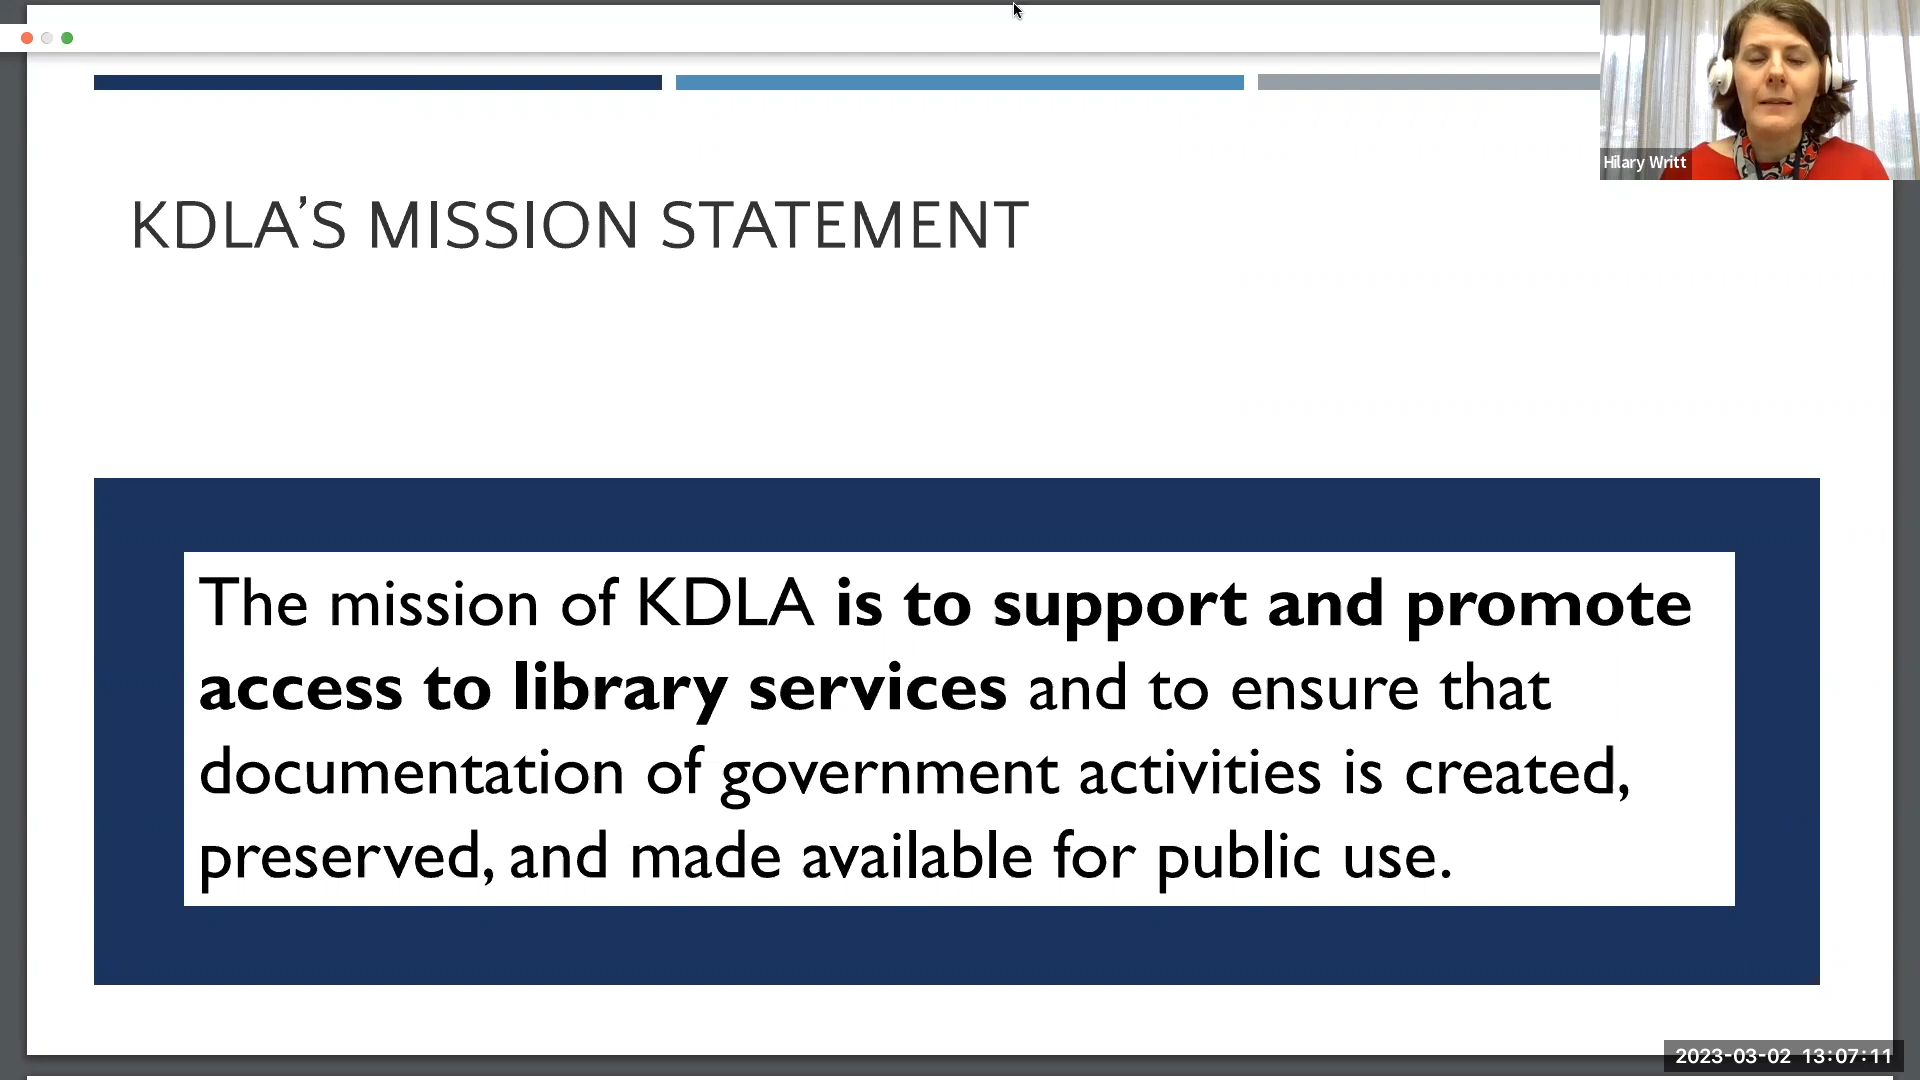 Hilary Writt
KDLA’S MISSION STATEMENT
The mission of KDLA is to support and promote
access to library services and to ensure that
documentation of government activities is created,
preserved, and made available for public use.
2023-03-02 13:07:11